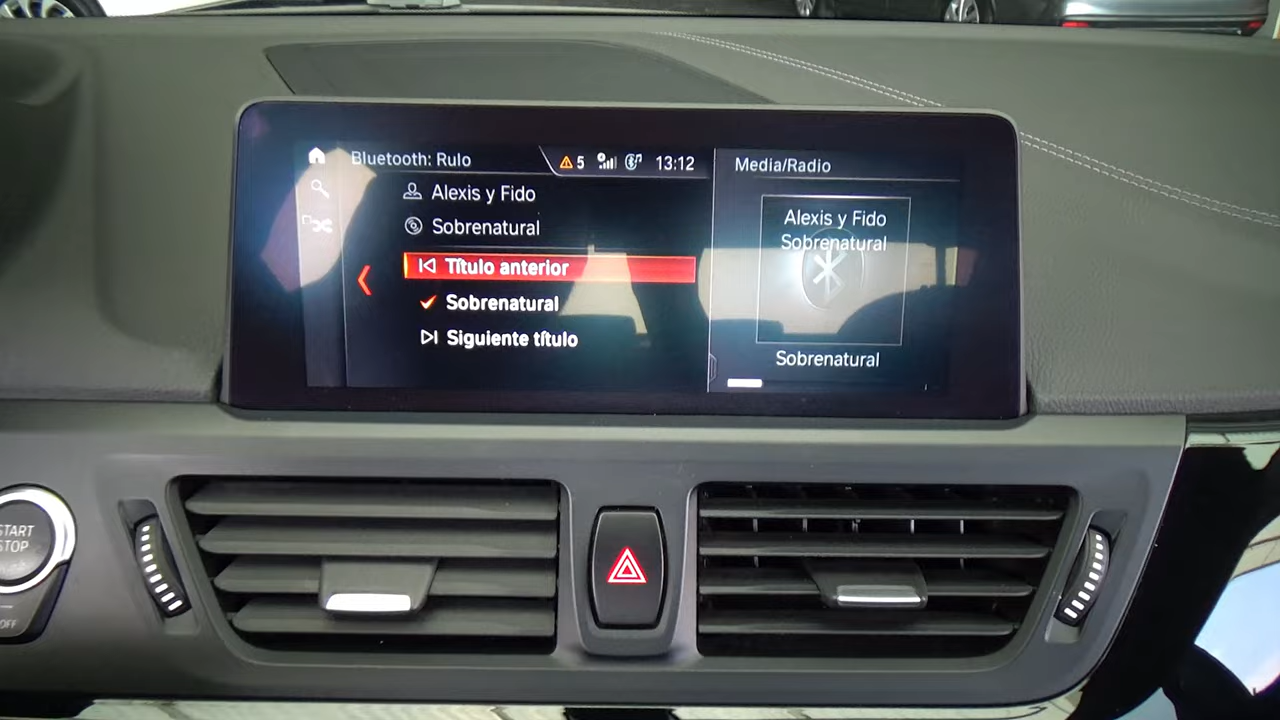 Bluetooth: Rulo
5
13:12
Alexis y Fido
Sobrenatural
Título anterior
Sobrenatural
Siguiente título
Media/Radio
Alexis y Fido
Sobrenatural
Sobrenatural
START
STOP
OFF